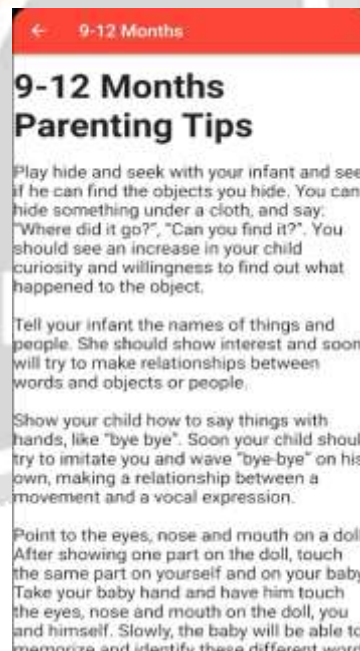 9-12 Months
9-12 Months
Parenting Tips
Play hide and seek with your infant and see
if he can find the objects you hide. You can
hide something under a cloth, and say:
"Where did it go?", "Can you find it?". You
should see an increase in your child
curiosity and willingness to find out what
happened to the object.
Tell your infant the names of things and
people. She should show interest and soon
will try to make relationships between
words and objects or people.
Show your child how to say things with
hands, like "bye bye". Soon your child shoul
try to imitate you and wave "bye-bye" on his
own, making a relationship between a
movement and a vocal expression.
Point to the eyes, nose and mouth on a doll
After showing one part on the doll, touch
the same part on yourself and on your baby
Take your baby hand and have him touch
the eyes, nose and mouth on the doll, you
and himself. Slowly, the baby will be able to
memorize and identify these different word